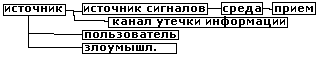 источник источник сигналов среда прием
канал утечки информации
пользователь
злоумышл.